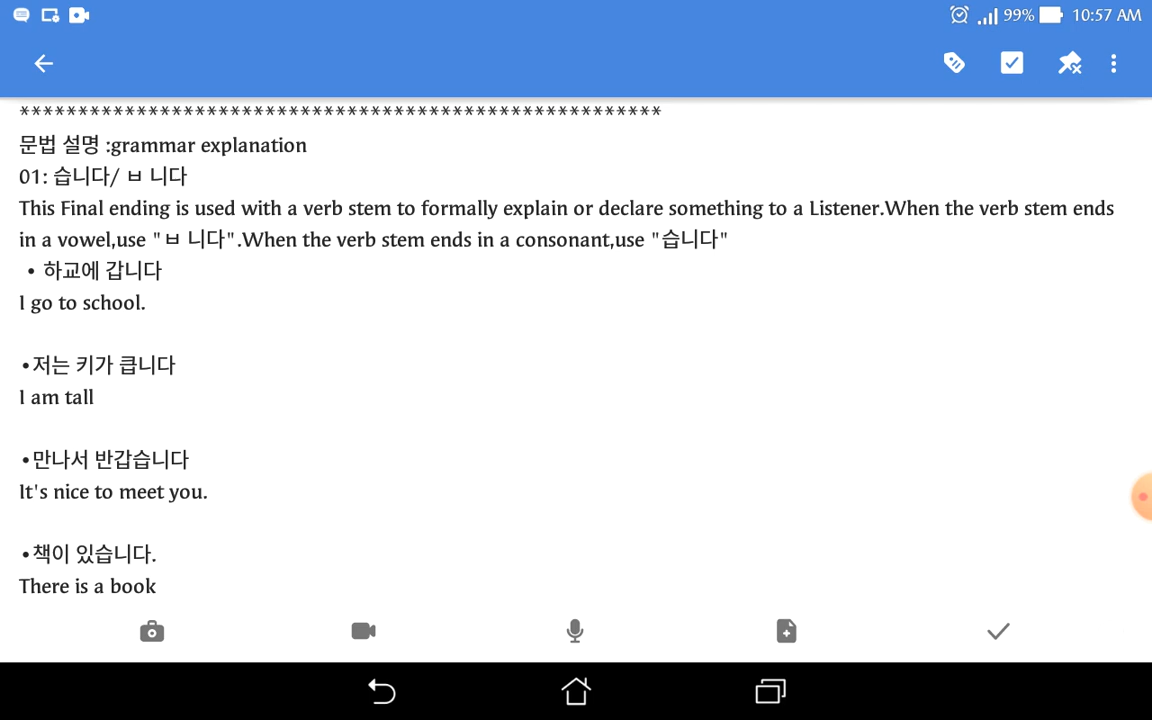 99% 10:57 AM
*******************************************************
문법 설명 :grammar explanation
01: 습니다/ ㅂ 니다
This Final ending is used with a verb stem to formally explain or declare something to a Listener.When the verb stem ends
in a vowel,use "ㅂ 니다".When the verb stem ends in a consonant,use "습니다"
• 하교에 갑니다
I go to school.
•저는 키가 큽니다
I am tall
•만나서 반갑습니다
It's nice to meet you.
•책이 있습니다.
There is a book